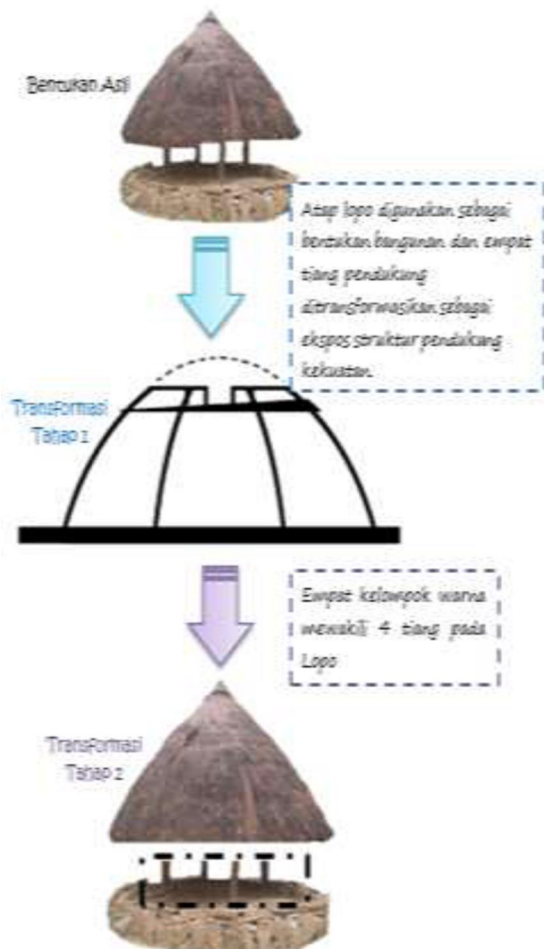 Bentukan Asli
Atap lopo digunakan sebagai
bentukan bangunan dan empat
tiang pendukung
ditransformasikan sebagai
ekspos struktur pendukung
kekuatan.
Transformasi
Tahap 1
Empat kelompok warna
mewakili 4 tiang pada
Lopo
Transformasi
Tahap 2